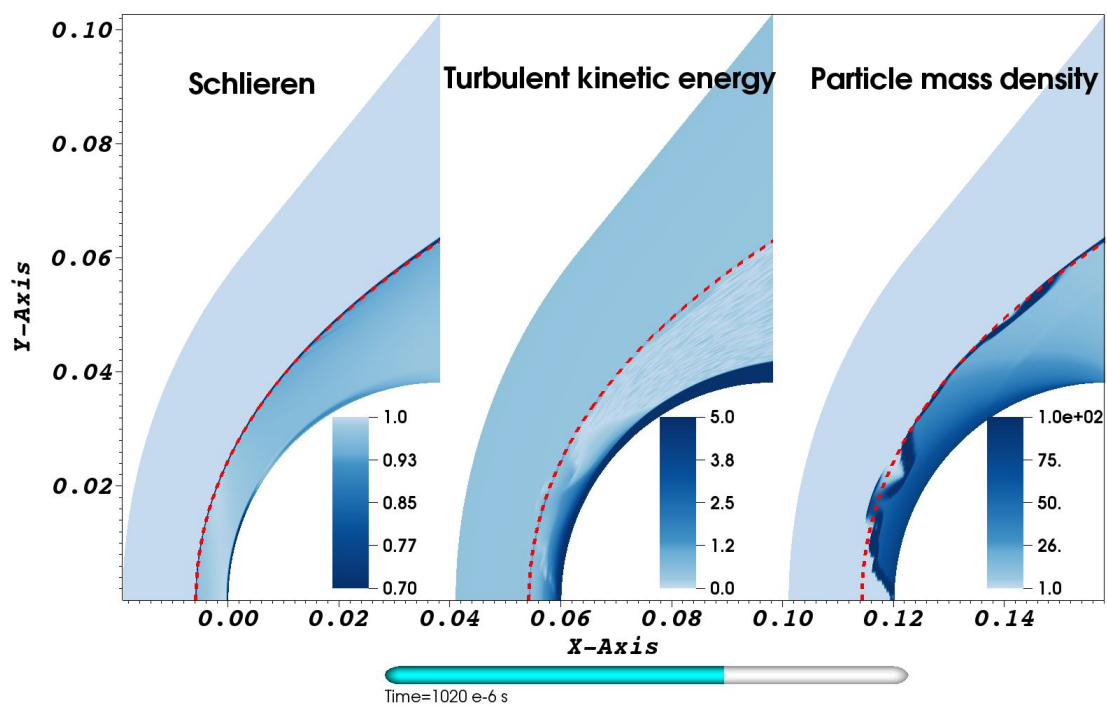 Schlieren
Turbulent kinetic energy
Particle mass density
Y-Axis
0.10
0.08
0.06
0.04
0.02
1.0
0.93
0.85
0.77
0.70
5.0
3.8
2.5
1.2
0.0
1.0e+02
75.
50.
26.
1.0
0.00 0.02 0.04 0.06 0.08 0.10 0.12 0.14
X-Axis
Time=1020 e-6 s